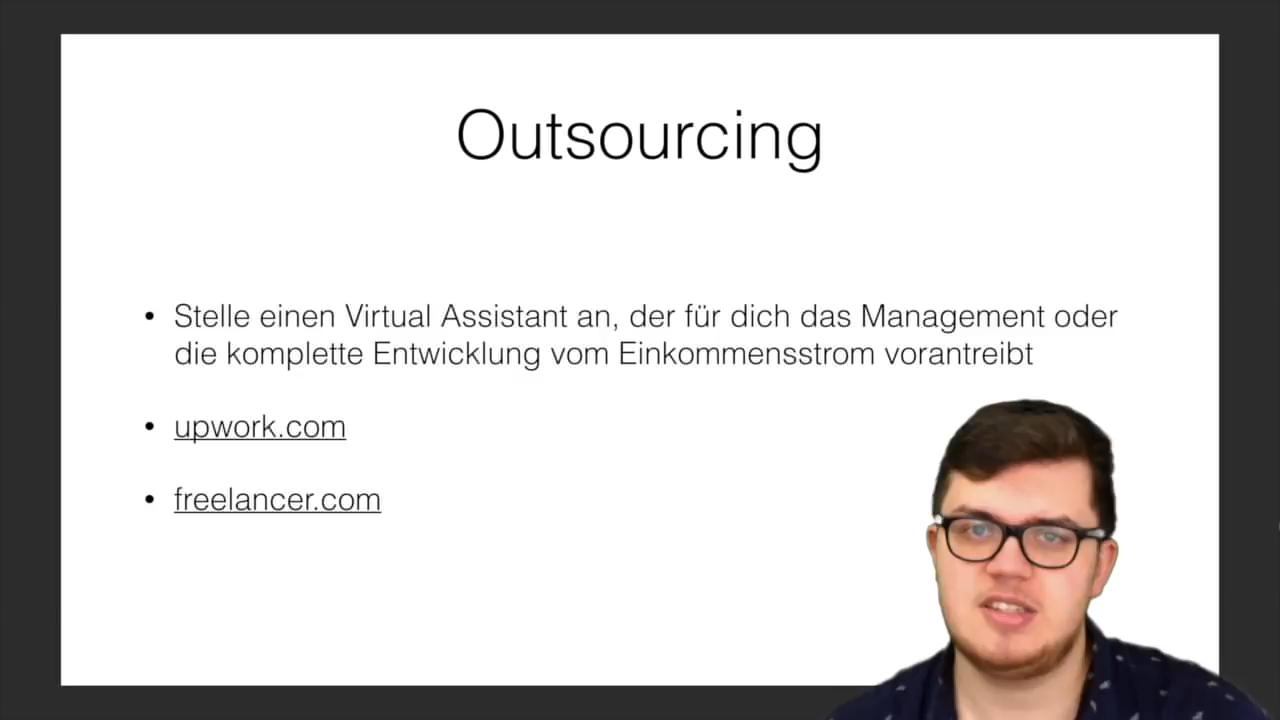 Outsourcing
• Stelle einen Virtual Assistant an, der für dich das Management oder
die komplette Entwicklung vom Einkommensstrom vorantreibt
• upwork.com
• freelancer.com